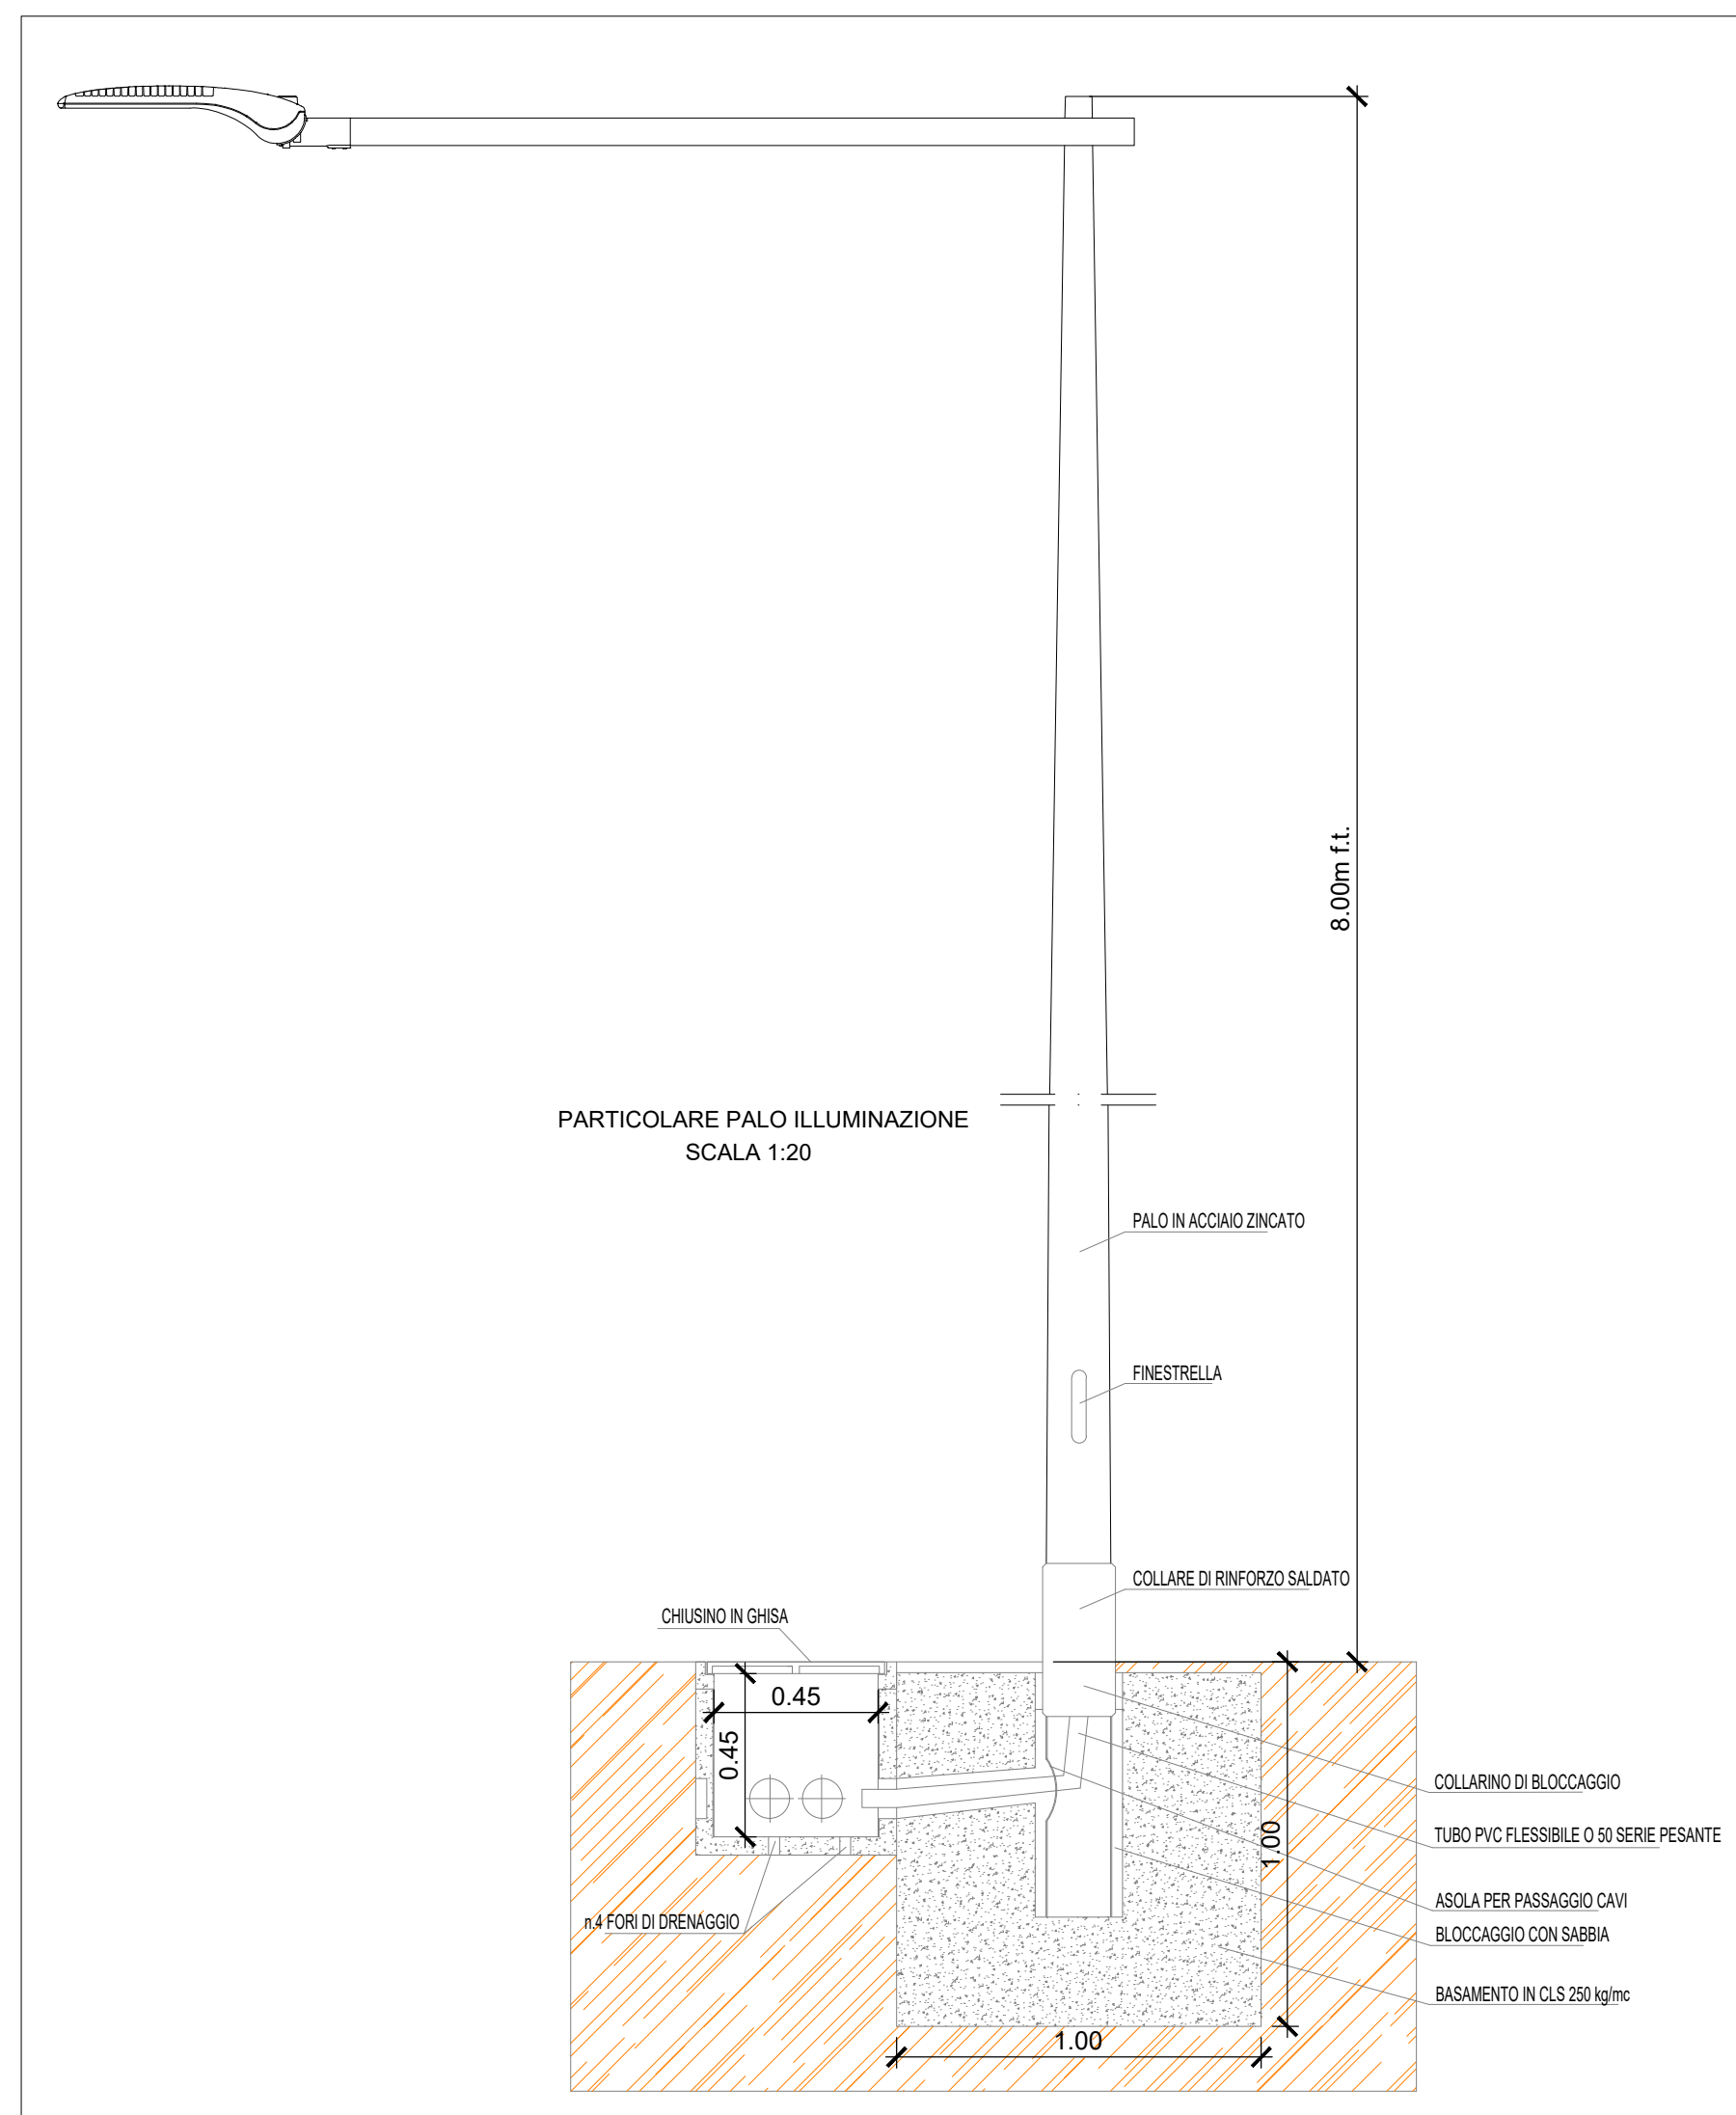 8.00m f.t.
PARTICOLARE PALO ILLUMINAZIONE
SCALA 1:20
PALO IN ACCIAIO ZINCATO
FINESTRELLA
COLLARE DI RINFORZO SALDATO
CHIUSINO IN GHISA
0.45
0.45
COLLARINO DI BLOCCAGGIO
TUBO PVC FLESSIBILE O 50 SERIE PESANTE
1.00
ASOLA PER PASSAGGIO CAVI
n.4 FORI DI DRENAGGIO
BLOCCAGGIO CON SABBIA
BASAMENTO IN CLS 250 kg/mc
1.00